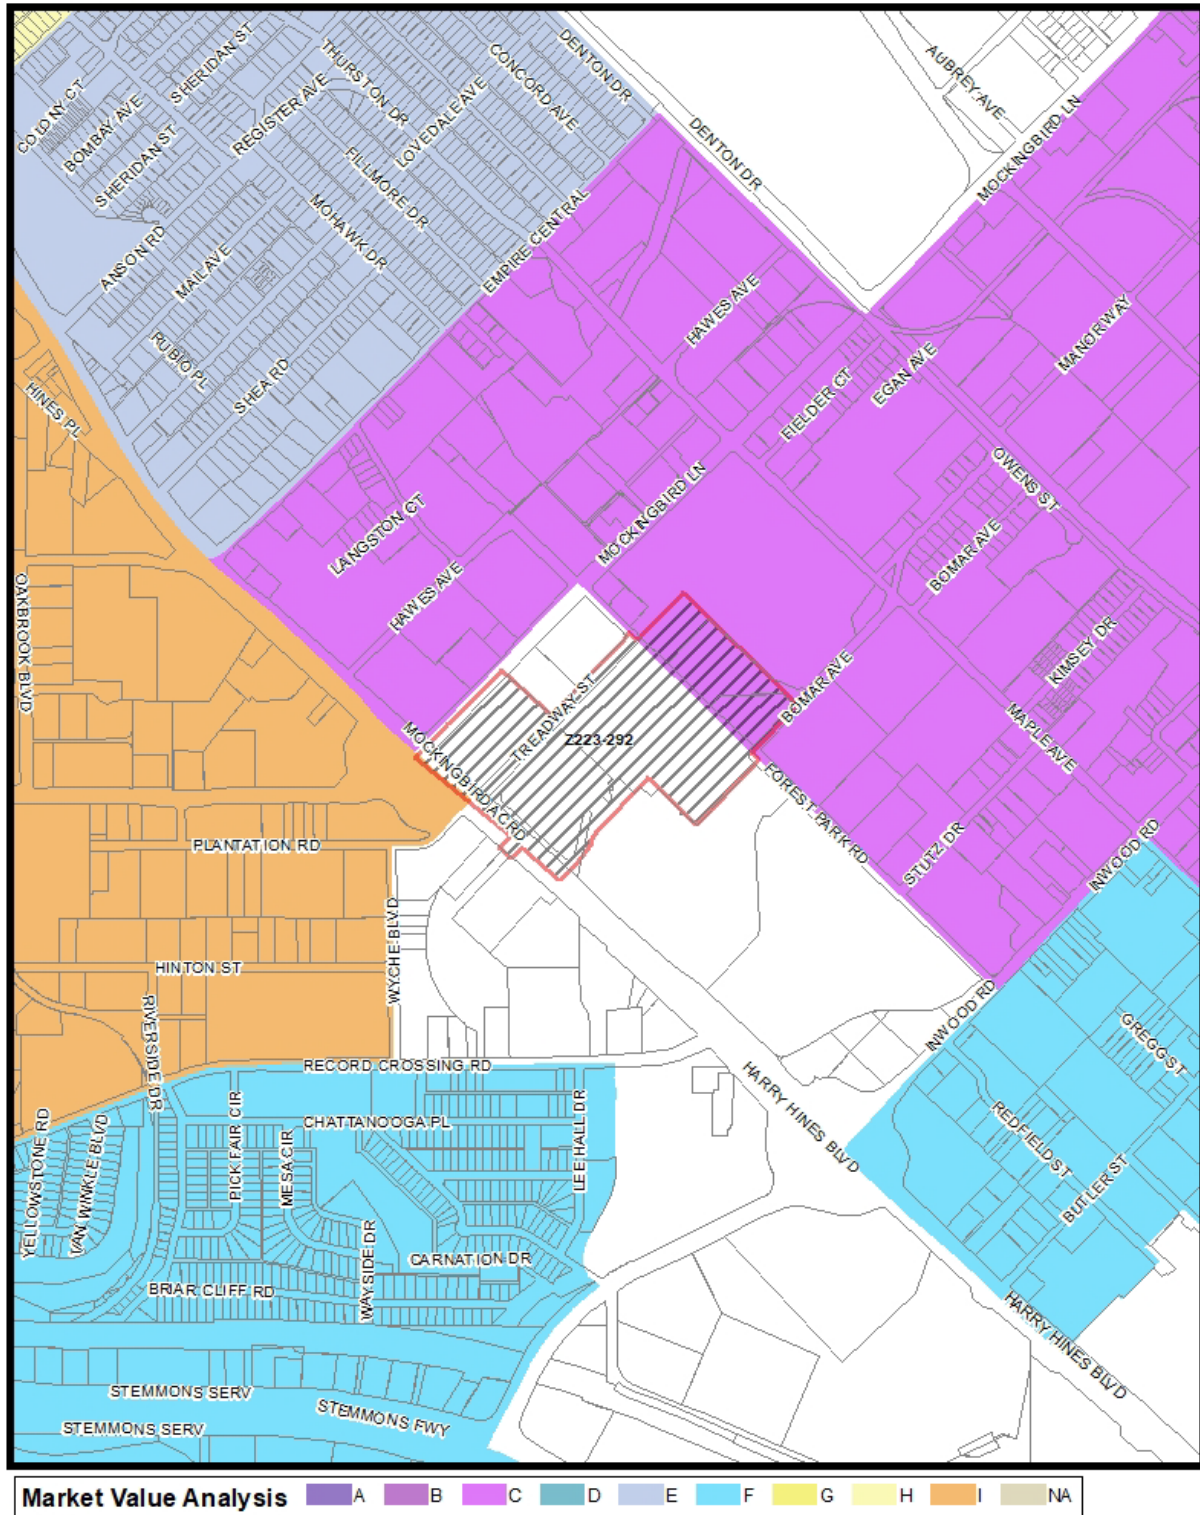 SHERIDAN ST
DENTON DR
THURSTON DR
CONCORD AVE
AUBREY AVE
COLONY CT
BOMBAY AVE
REGISTER AVE
LOVEDALE AVE
SHERIDAN ST
DENTON DR
MOCKINGBIRD LN
FILLMORE DR
MOHAWK DR
EMPIRE CENTRAL
ANSON RD
MAIL AVE
HAWES AVE
MANOR WAY
RUBIO PL
SHEA RD
FIELDER CT
EGAN AVE
HINES PL
MOCKINGBIRD LN
OWENS ST
LANGSTON CT
BOMAR AVE
HAWES AVE
OAKBROOK BLVD
KIMSEY DR
BOMAR AVE
TREADWAY ST
MOCKINGBIRD AC RD
Z223-292
MAPLE AVE
FOREST PARK RD
PLANTATION RD
STUTZ DR
INWOOD RD
WYCHE BLVD
HINTON ST
INWOOD RD
RIVERSIDE DR
GREGG ST
RECORD CROSSING RD
HARRY HINES BLVD
CHATTANOOGA PL
LEE HALL DR
YELLOWSTONE RD
VAN WINKLE BLVD
PICK FAIR CIR
MESA CIR
REDFIELD ST
BUTLER ST
WAYSIDE DR
CARNATION DR
BRIAR CLIFF RD
HARRY HINES BLVD
STEMMONS SERV
STEMMONS FWY
STEMMONS SERV
Market Value Analysis A B C D E F G H I NA